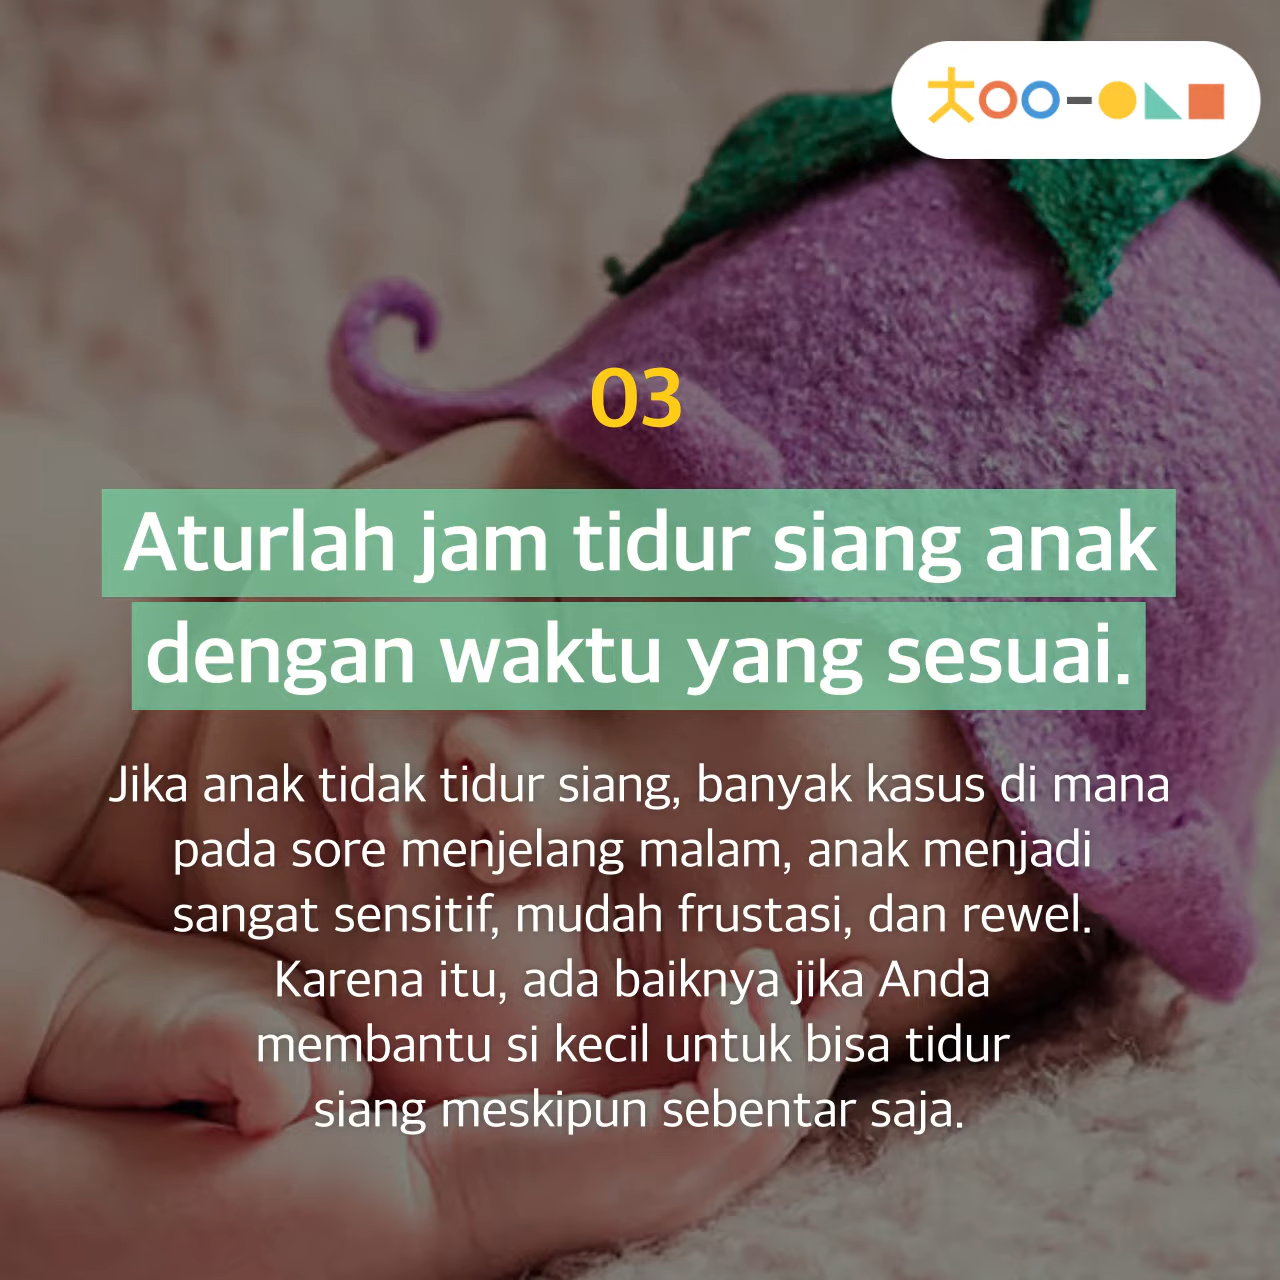 03
Aturlah jam tidur siang anak
dengan waktu yang sesuai.
Jika anak tidak tidur siang, banyak kasus di mana
pada sore menjelang malam, anak menjadi
sangat sensitif, mudah frustasi, dan rewel.
Karena itu, ada baiknya jika Anda
membantu si kecil untuk bisa tidur
siang meskipun sebentar saja.